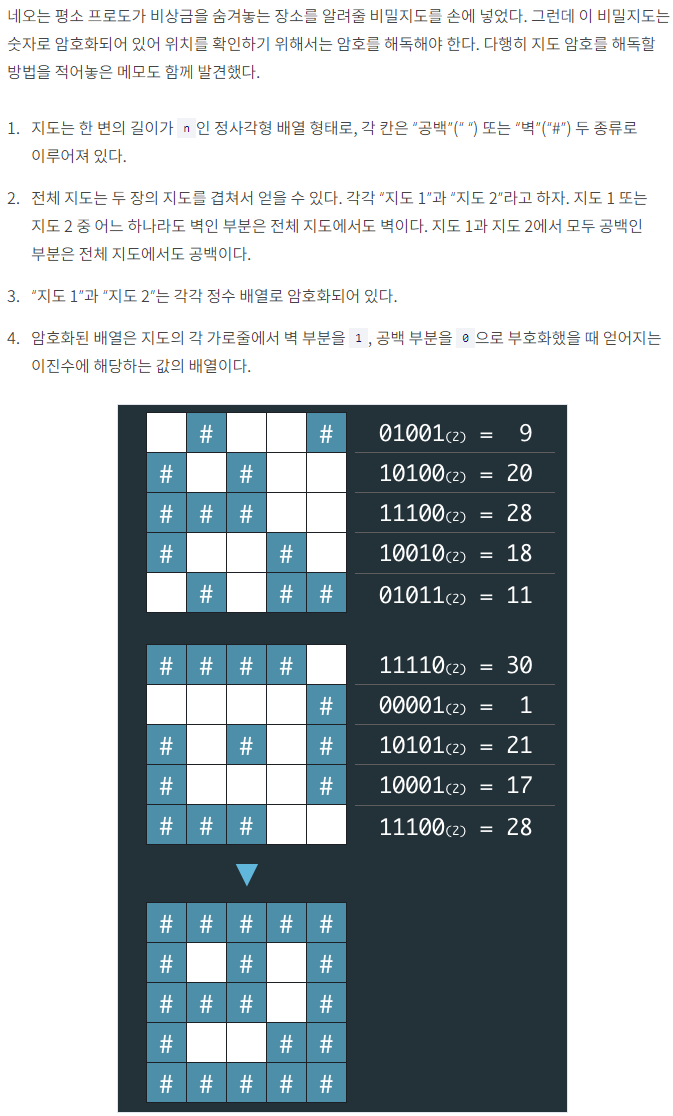 네오는 평소 프로도가 비상금을 숨겨놓는 장소를 알려줄 비밀지도를 손에 넣었다. 그런데 이 비밀지도는
숫자로 암호화되어 있어 위치를 확인하기 위해서는 암호를 해독해야 한다. 다행히 지도 암호를 해독할
방법을 적어놓은 메모도 함께 발견했다.
1. 지도는 한 변의 길이가 n 인 정사각형 배열 형태로, 각 칸은 “공백”(“ “) 또는 “벽”(“#”) 두 종류로
이루어져 있다.
2. 전체 지도는 두 장의 지도를 겹쳐서 얻을 수 있다. 각각 “지도 1”과 “지도 2”라고 하자. 지도 1 또는
지도 2 중 어느 하나라도 벽인 부분은 전체 지도에서도 벽이다. 지도 1과 지도 2에서 모두 공백인
부분은 전체 지도에서도 공백이다.
3. “지도 1”과 “지도 2”는 각각 정수 배열로 암호화되어 있다.
4. 암호화된 배열은 지도의 각 가로줄에서 벽 부분을 1 , 공백 부분을 0 으로 부호화했을 때 얻어지는
이진수에 해당하는 값의 배열이다.
# # 01001(2) = 9
# # 10100(2) = 20
# # # 11100(2) = 28
# # 10010(2) = 18
# # # 01011(2) = 11
# # # # 11110(2) = 30
# 00001(2) = 1
# # # 10101(2) = 21
# # 10001(2) = 17
# # # 11100(2) = 28
# # # # #
# # #
# # # #
# # #
# # # # #